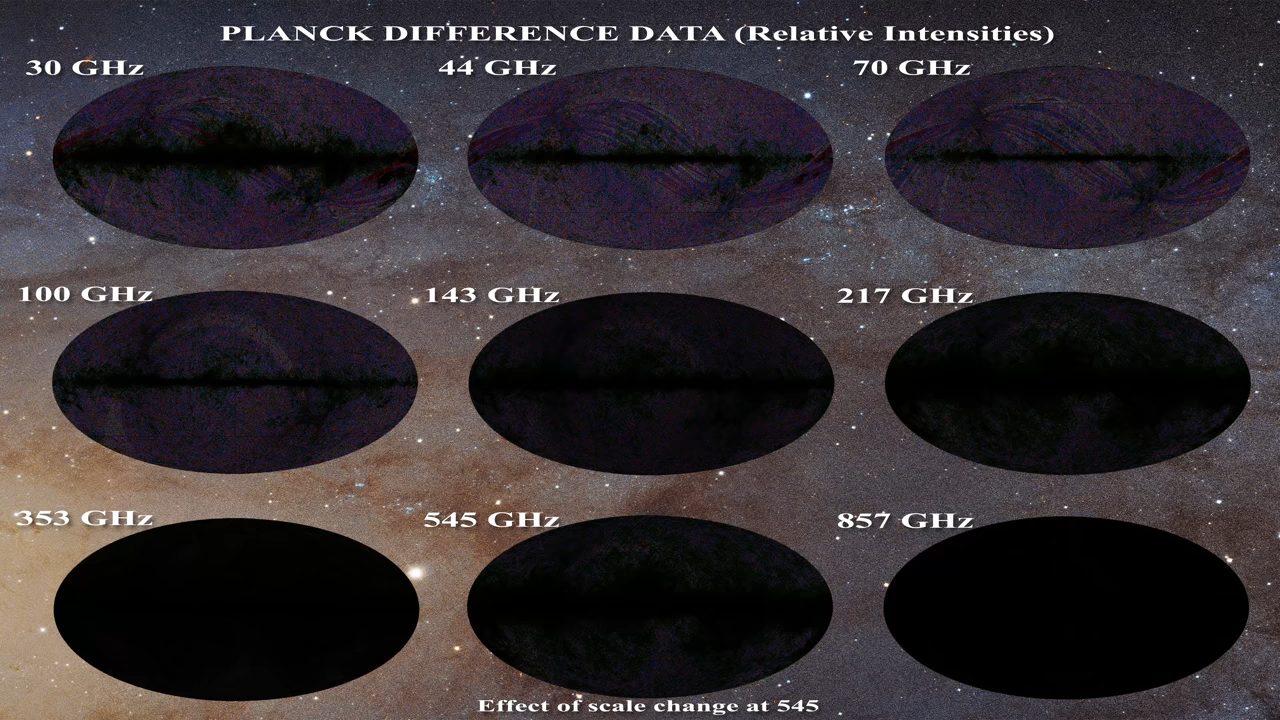 PLANCK DIFFERENCE DATA (Relative Intensities)
30 GHz
44 GHz
70 GHz
100 GHz
143 GHz
217 GHz
353 GHz
545 GHz
857 GHz
Effect of scale change at 545